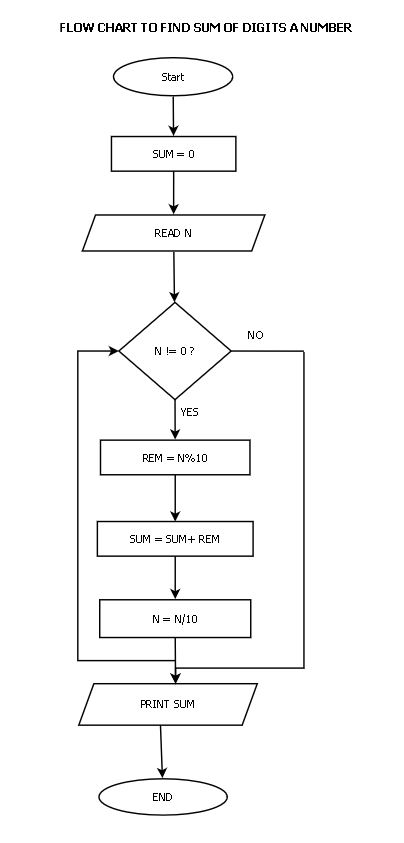 FLOW CHART TO FIND SUM OF DIGITS A NUMBER
Start
SUM = 0
READ N
N != 0 ?
NO
YES
REM = N%10
SUM = SUM+ REM
N = N/10
PRINT SUM
END